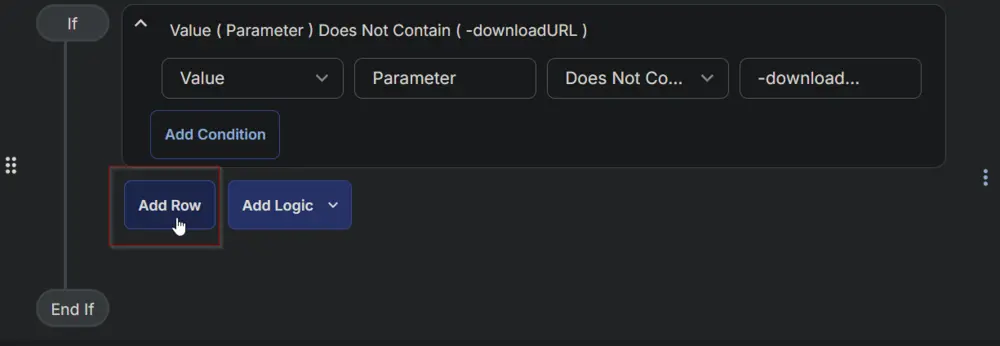 If
Value ( Parameter ) Does Not Contain ( -downloadURL )
Value Parameter Does Not Co... -download...
Add Condition
Add Row Add Logic
End If